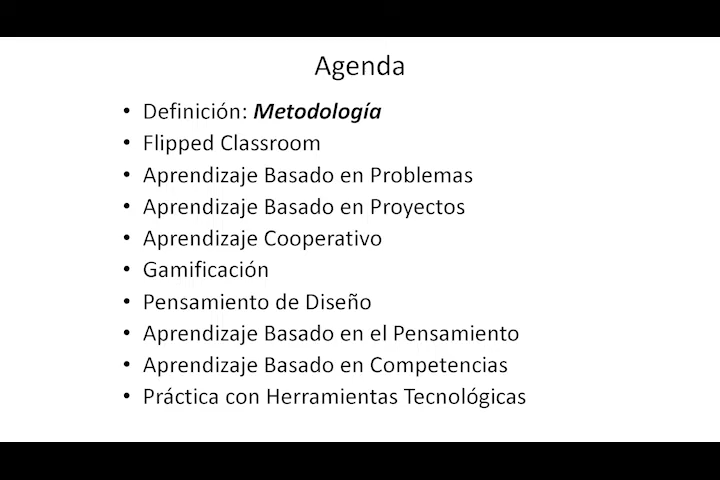 Agenda
• Definición: Metodología
• Flipped Classroom
• Aprendizaje Basado en Problemas
• Aprendizaje Basado en Proyectos
• Aprendizaje Cooperativo
• Gamificación
• Pensamiento de Diseño
• Aprendizaje Basado en el Pensamiento
• Aprendizaje Basado en Competencias
• Práctica con Herramientas Tecnológicas